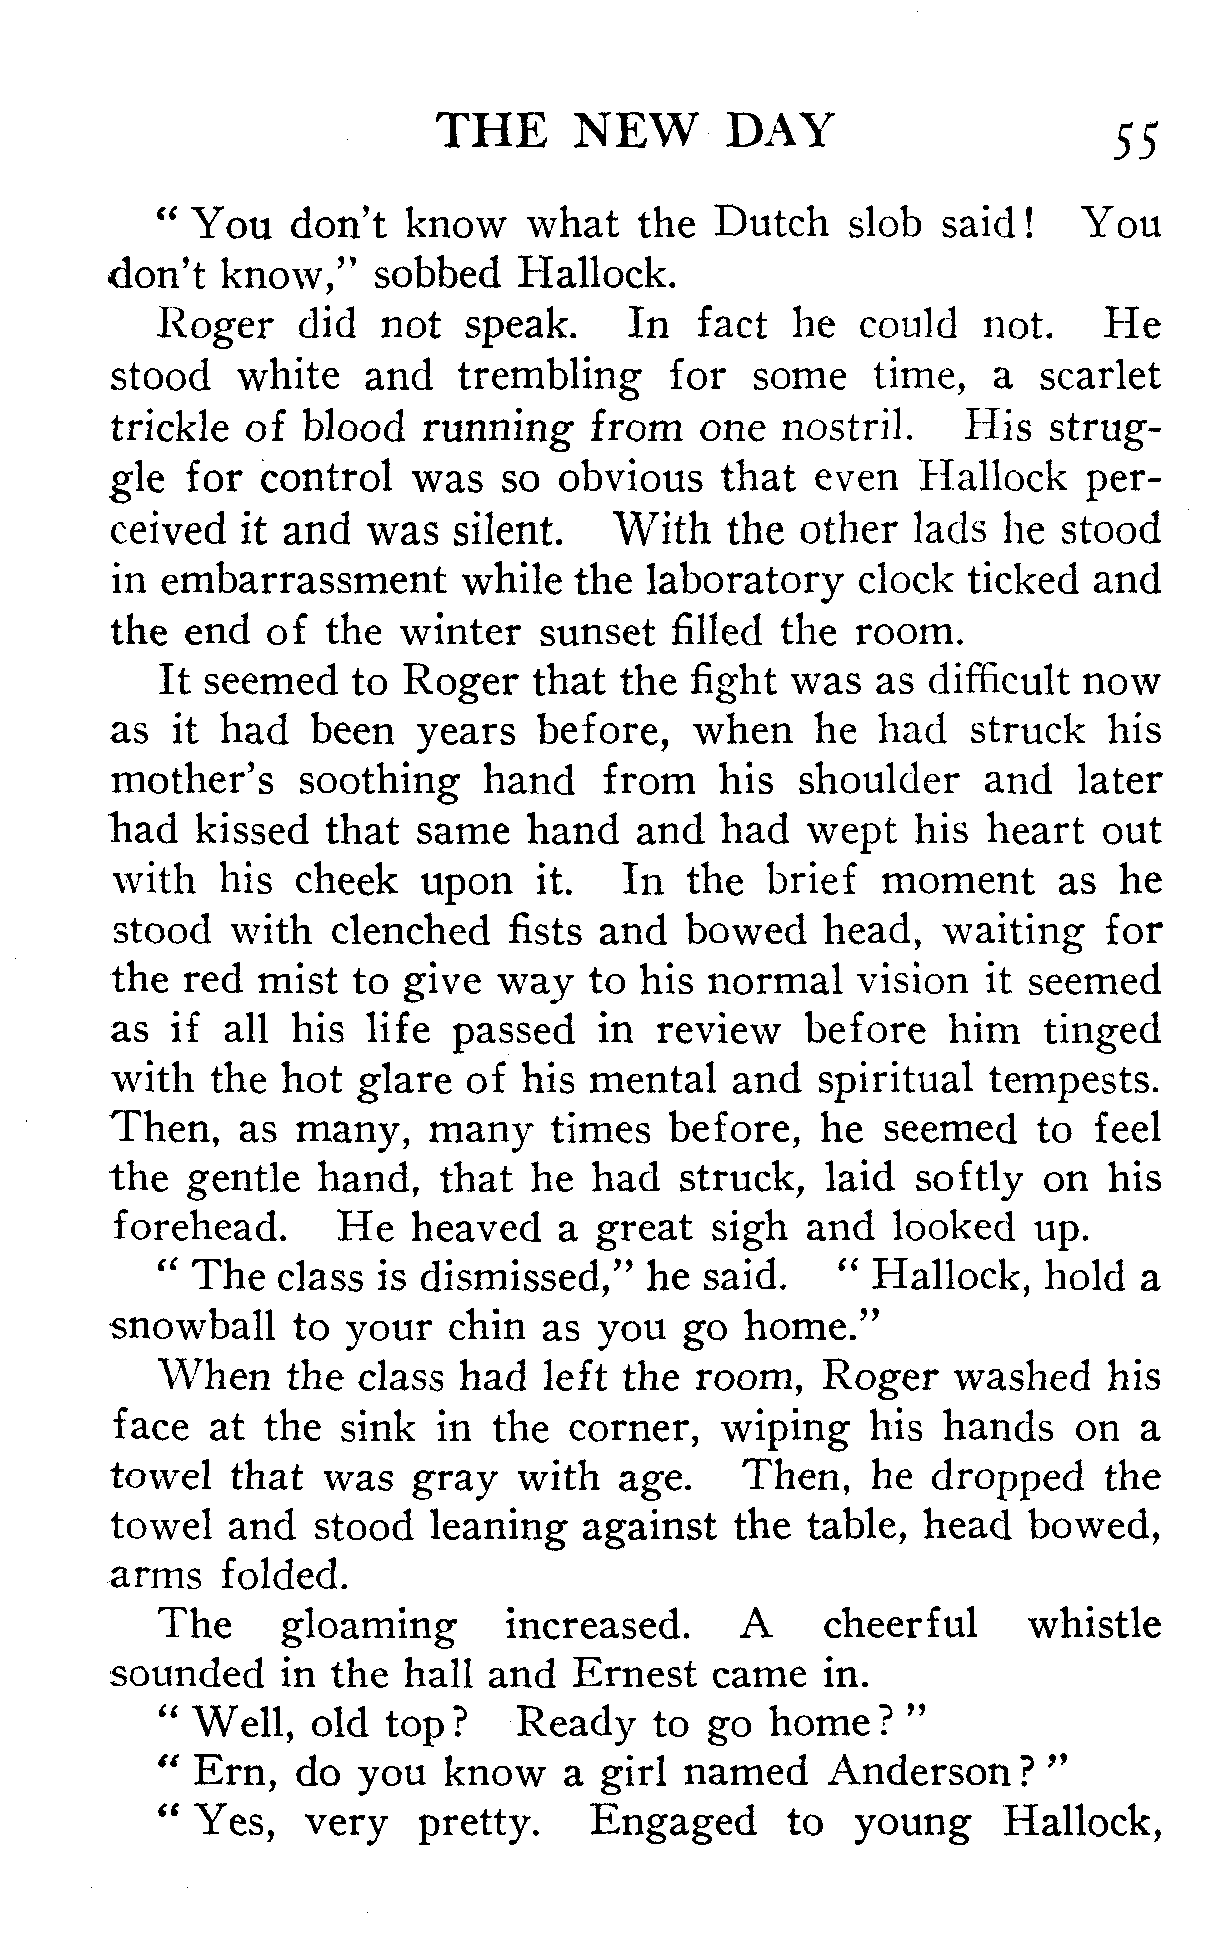 THE NEW DAY 55
" You don't know what the Dutch slob said! You
don't know," sobbed Hallock.
Roger did not speak. In fact he could not. He
stood white and trembling for some time, a scarlet
trickle of blood running from one nostril. His strug-
gle for control was so obvious that even Hallock per-
ceived it and was silent. With the other lads he stood
in embarrassment while the laboratory clock ticked and
the end of the winter sunset filled the room.
It seemed to Roger that the fight was as difficult now
as it had been years before, when he had struck his
mother's soothing hand from his shoulder and later
had kissed that same hand and had wept his heart out
with his cheek upon it. In the brief moment as he
stood with clenched fists and bowed head, waiting for
the red mist to give way to his normal vision it seemed
as if all his life passed in review before him tinged
with the hot glare of his mental and spiritual tempests.
Then, as many, many times before, he seemed to feel
the gentle hand, that he had struck, laid softly on his
forehead. He heaved a great sigh and looked up.
" The class is dismissed," he said. " Hallock, hold a
snowball to your chin as you go home."
When the class had left the room, Roger washed his
face at the sink in the corner, wiping his hands on a
towel that was gray with age. Then, he dropped the
towel and stood leaning against the table, head bowed,
arms folded.
The gloaming increased. A cheerful whistle
sounded in the hall and Ernest came in.
" Well, old top? Ready to go home? "
" Ern, do you know a girl named Anderson? "
" Yes, very pretty. Engaged to young Hallock,